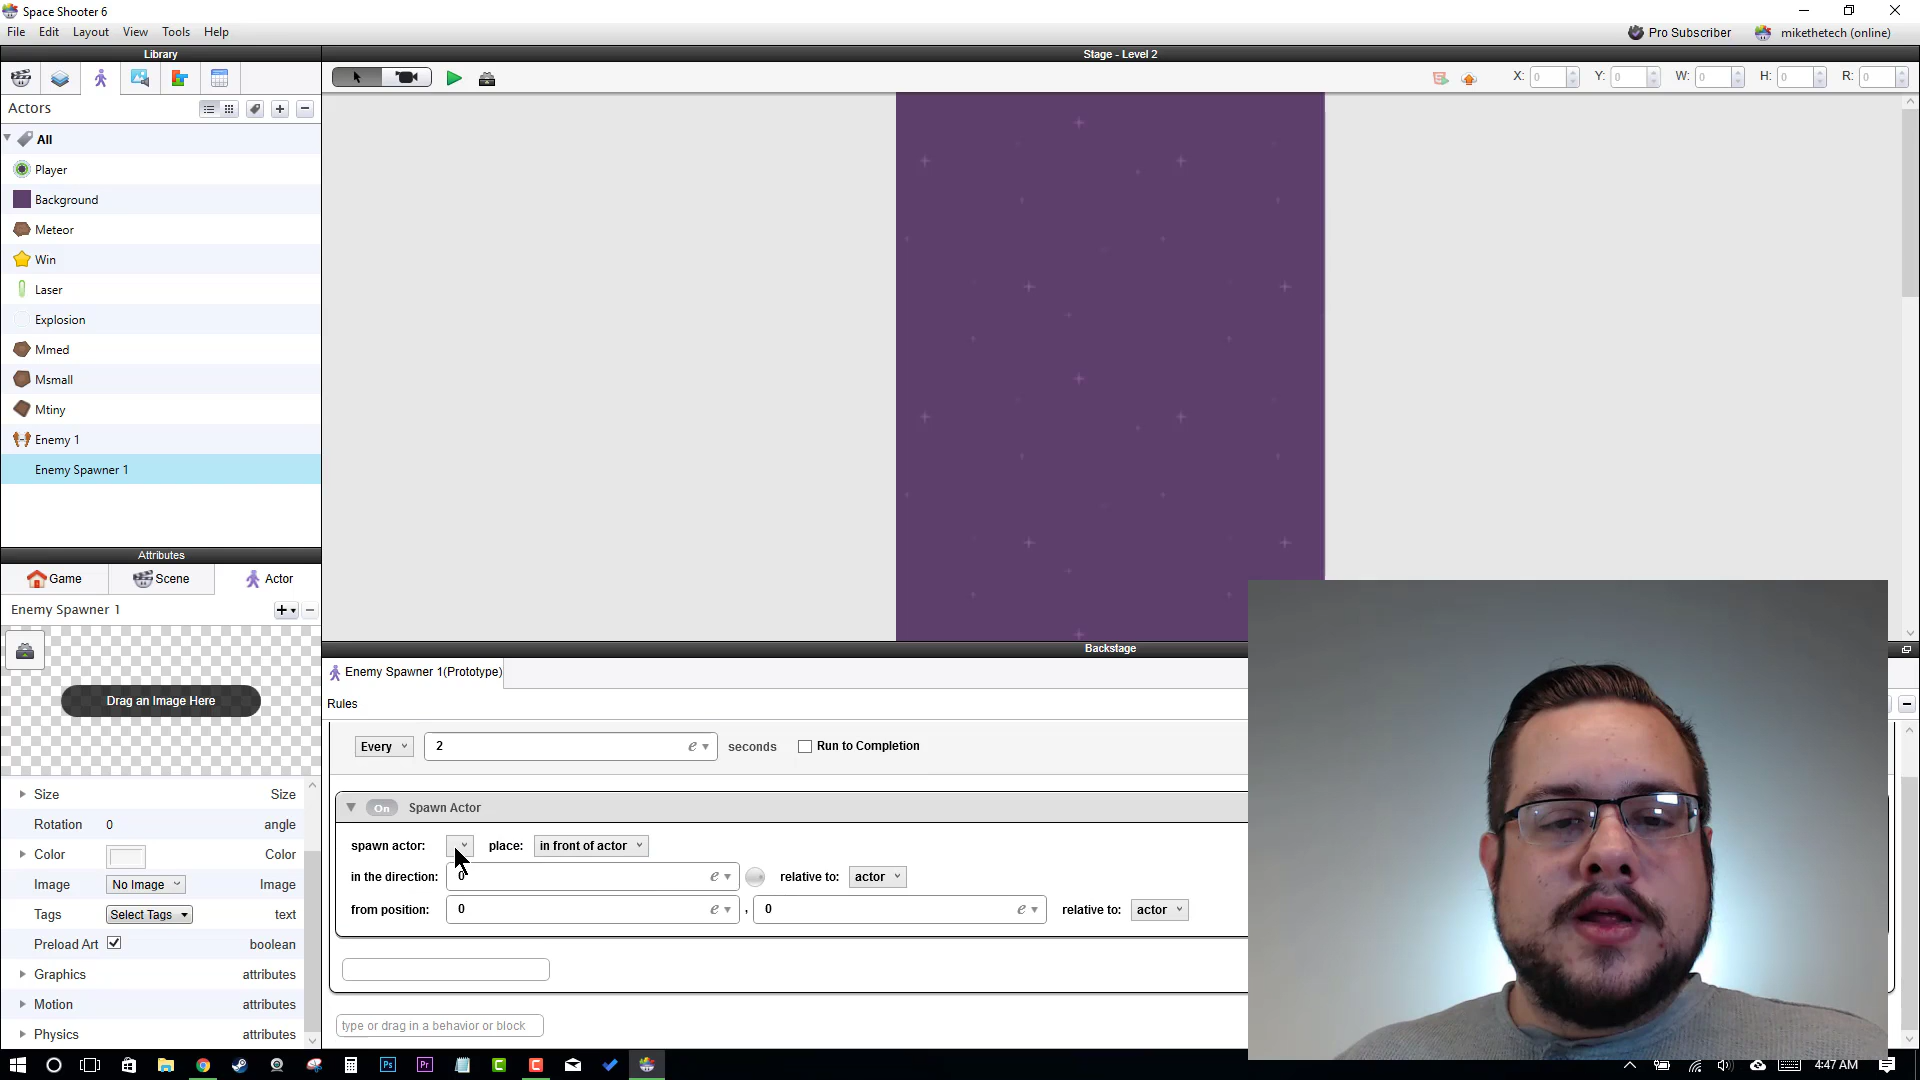 Space Shooter 6
File Edit Layout View Tools Help
Pro Subscriber mikethetech (online)
Library
Stage - Level 2
X: 0 Y: 0 W: 0 H: 0 R: 0
Actors
All
Player
Background
Meteor
Win
Laser
Explosion
Mmed
Msmall
Mtiny
Enemy 1
Enemy Spawner 1
Attributes
Game Scene Actor
Enemy Spawner 1
Drag an Image Here
Size Size
Rotation 0 angle
Color Color
Image No Image Image
Tags Select Tags text
Preload Art boolean
Graphics attributes
Motion attributes
Physics attributes
Backstage
Enemy Spawner 1(Prototype)
Rules
Every 2 e seconds Run to Completion
On Spawn Actor
spawn actor: place: in front of actor
in the direction: 0 e relative to: actor
from position: 0 e , 0 e relative to: actor
type or drag in a behavior or block
4:47 AM